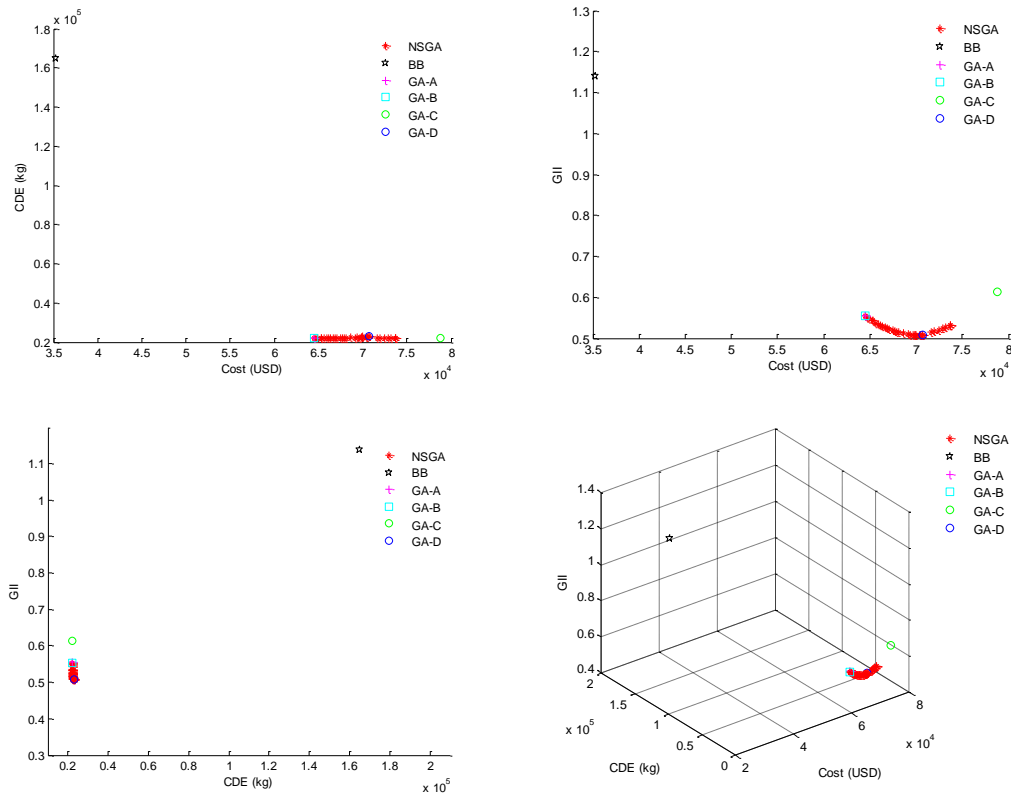 x 10^5
1.8
1.6
1.4
1.2
1
0.8
0.6
0.4
0.2
CDE (kg)
3.5 4 4.5 5 5.5 6 6.5 7 7.5 8
Cost (USD)
x 10^4
NSGA
BB
GA-A
GA-B
GA-C
GA-D
1.3
1.2
1.1
1
0.9
0.8
0.7
0.6
0.5
GII
3.5 4 4.5 5 5.5 6 6.5 7 7.5 8
Cost (USD)
x 10^4
NSGA
BB
GA-A
GA-B
GA-C
GA-D
1.1
1
0.9
0.8
0.7
0.6
0.5
0.4
0.3
GII
0.2 0.4 0.6 0.8 1 1.2 1.4 1.6 1.8 2
CDE (kg)
x 10^5
NSGA
BB
GA-A
GA-B
GA-C
GA-D
1.4
1.2
1
0.8
0.6
0.4
GII
2
1.5
1
0.5
0
x 10^5
CDE (kg)
2
4
6
8
x 10^4
Cost (USD)
NSGA
BB
GA-A
GA-B
GA-C
GA-D